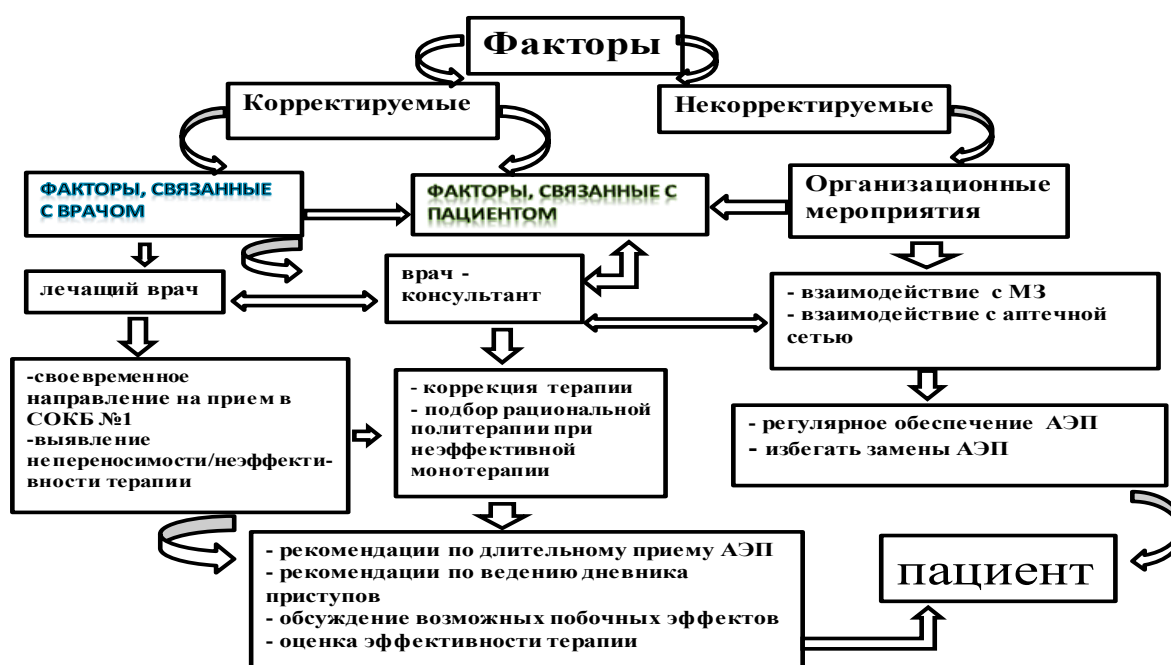 Факторы
Корректируемые
Некорректируемые
ФАКТОРЫ, СВЯЗАННЫЕ
С ВРАЧОМ
ФАКТОРЫ, СВЯЗАННЫЕ С
ПАЦИЕНТОМ
Организационные
мероприятия
лечащий врач
врач -
консультант
- взаимодействие с МЗ
- взаимодействие с аптечной
сетью
-своевременное
направление на прием в
СОКБ №1
-выявление
непереносимости/неэффекти-
вности терапии
- коррекция терапии
- подбор рациональной
политерапии при
неэффективной
монотерапии
- регулярное обеспечение АЭП
- избегать замены АЭП
- рекомендации по длительному приему АЭП
- рекомендации по ведению дневника
приступов
- обсуждение возможных побочных эффектов
- оценка эффективности терапии
пациент